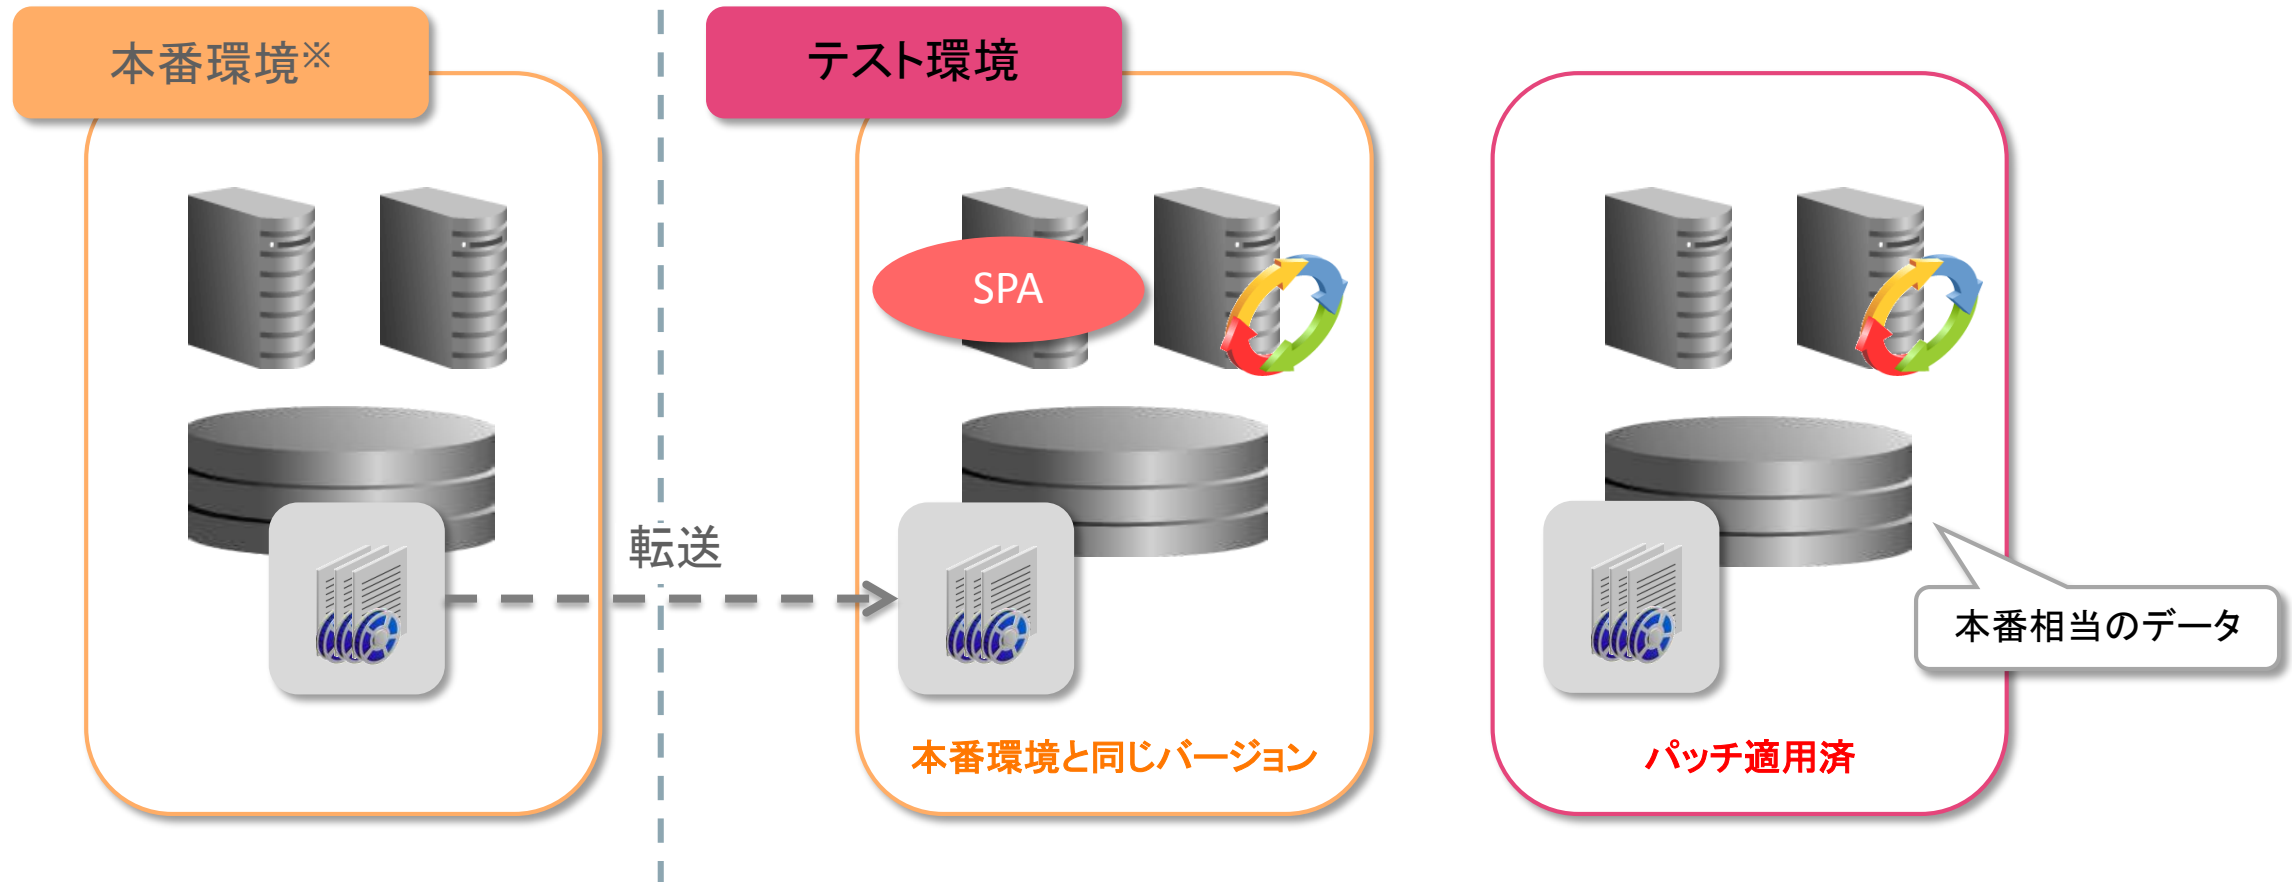 本番環境※
テスト環境
SPA
転送
本番相当のデータ
本番環境と同じバージョン
パッチ適用済